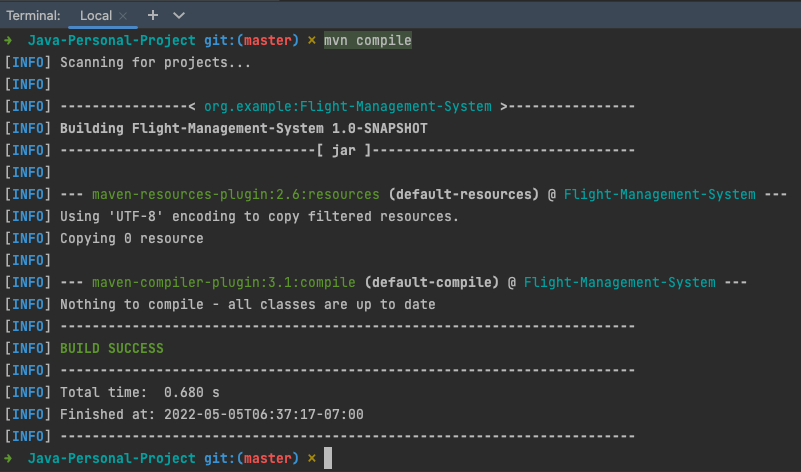 Terminal: Local × + ∨
➜ Java-Personal-Project git:(master) ✗ mvn compile
[INFO] Scanning for projects...
[INFO]
[INFO] ----------------< org.example:Flight-Management-System >----------------
[INFO] Building Flight-Management-System 1.0-SNAPSHOT
[INFO] --------------------------------[ jar ]---------------------------------
[INFO]
[INFO] --- maven-resources-plugin:2.6:resources (default-resources) @ Flight-Management-System ---
[INFO] Using 'UTF-8' encoding to copy filtered resources.
[INFO] Copying 0 resource
[INFO]
[INFO] --- maven-compiler-plugin:3.1:compile (default-compile) @ Flight-Management-System ---
[INFO] Nothing to compile - all classes are up to date
[INFO] ------------------------------------------------------------------------
[INFO] BUILD SUCCESS
[INFO] ------------------------------------------------------------------------
[INFO] Total time:  0.680 s
[INFO] Finished at: 2022-05-05T06:37:17-07:00
[INFO] ------------------------------------------------------------------------
➜ Java-Personal-Project git:(master) ✗